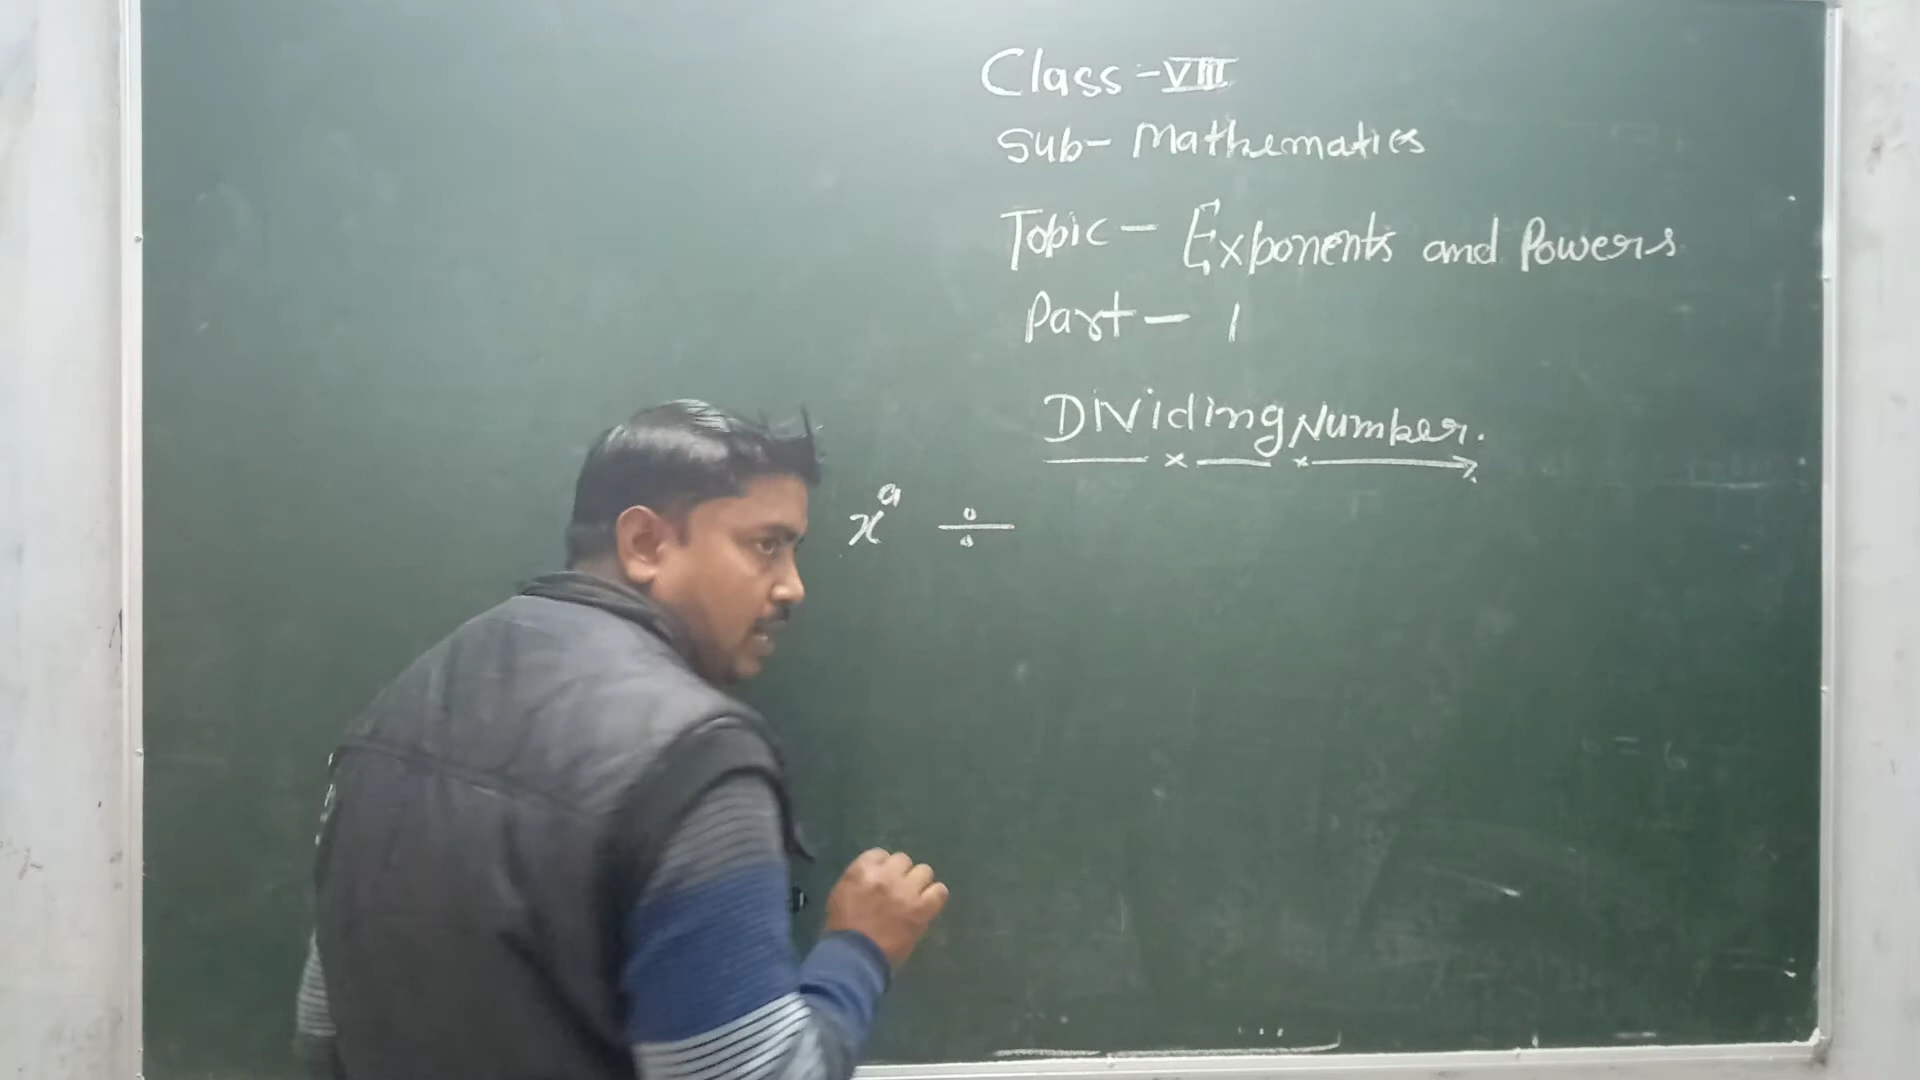 Class - VIII
Sub - Mathematics
Topic - Exponents and Powers
Part - 1
Dividing Number.
x^a ÷